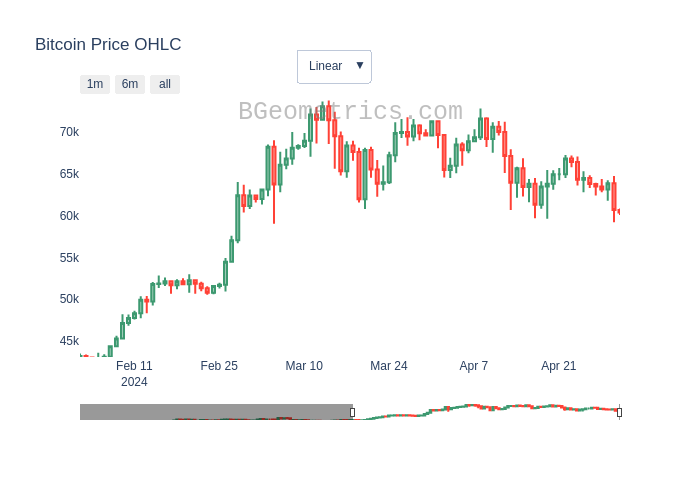 Bitcoin Price OHLC
Linear ▼
1m 6m all
BGeometrics.com
70k
65k
60k
55k
50k
45k
Feb 11 Feb 25 Mar 10 Mar 24 Apr 7 Apr 21
2024